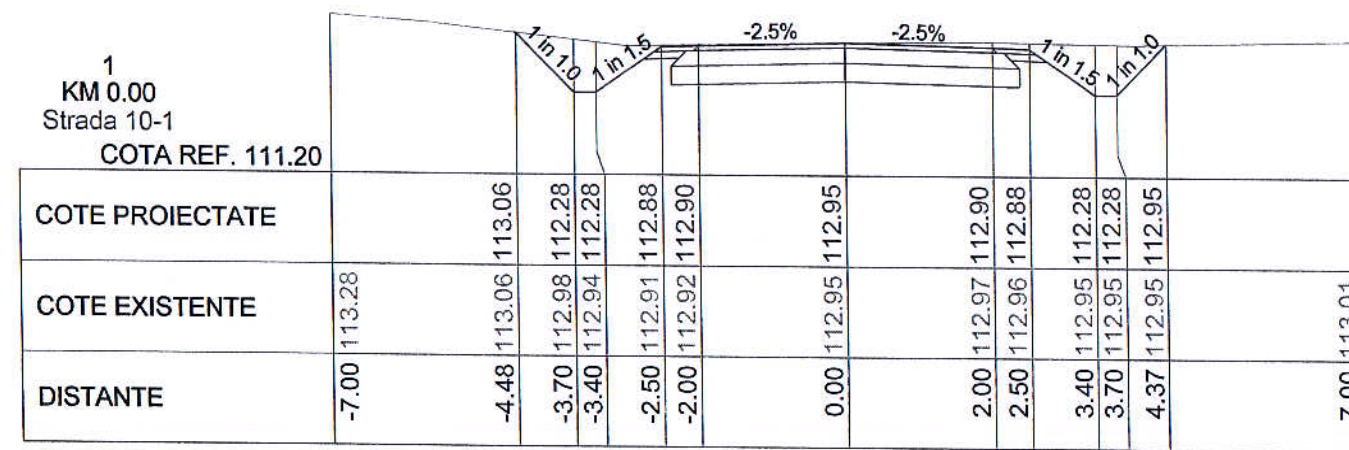 1 in 1.0
1 in 1.5
-2.5%
-2.5%
1 in 1.5
1 in 1.0
1
KM 0.00
Strada 10-1
COTA REF. 111.20
COTE PROIECTATE 113.06 112.28 112.28 112.88 112.90 112.95 112.90 112.88 112.28 112.28 112.95
COTE EXISTENTE 113.28 113.06 112.98 112.94 112.91 112.92 112.95 112.97 112.96 112.95 112.95 112.95 113.01
DISTANTE -7.00 -4.48 -3.70 -3.40 -2.50 -2.00 0.00 2.00 2.50 3.40 3.70 4.37 7.00